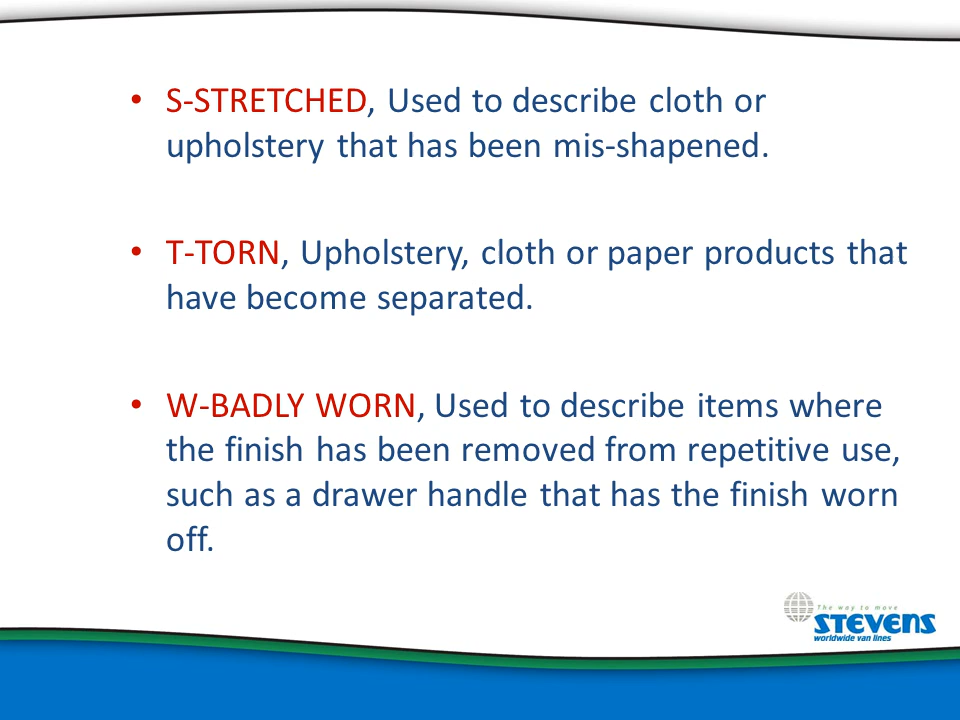 • S-STRETCHED, Used to describe cloth or
upholstery that has been mis-shapened.
• T-TORN, Upholstery, cloth or paper products that
have become separated.
• W-BADLY WORN, Used to describe items where
the finish has been removed from repetitive use,
such as a drawer handle that has the finish worn
off.
The way to move
STEVENS
worldwide van lines